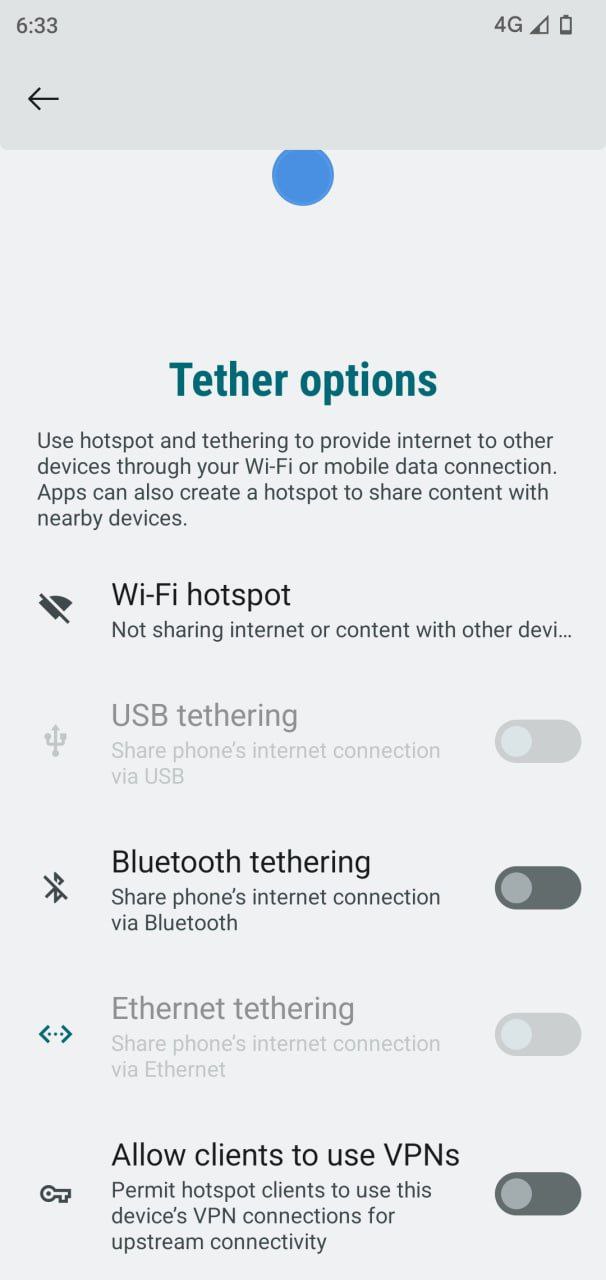 6:33
4G
Tether options
Use hotspot and tethering to provide internet to other
devices through your Wi-Fi or mobile data connection.
Apps can also create a hotspot to share content with
nearby devices.
Wi-Fi hotspot
Not sharing internet or content with other devi...
USB tethering
Share phone’s internet connection
via USB
Bluetooth tethering
Share phone’s internet connection
via Bluetooth
Ethernet tethering
Share phone’s internet connection
via Ethernet
Allow clients to use VPNs
Permit hotspot clients to use this
device’s VPN connections for
upstream connectivity